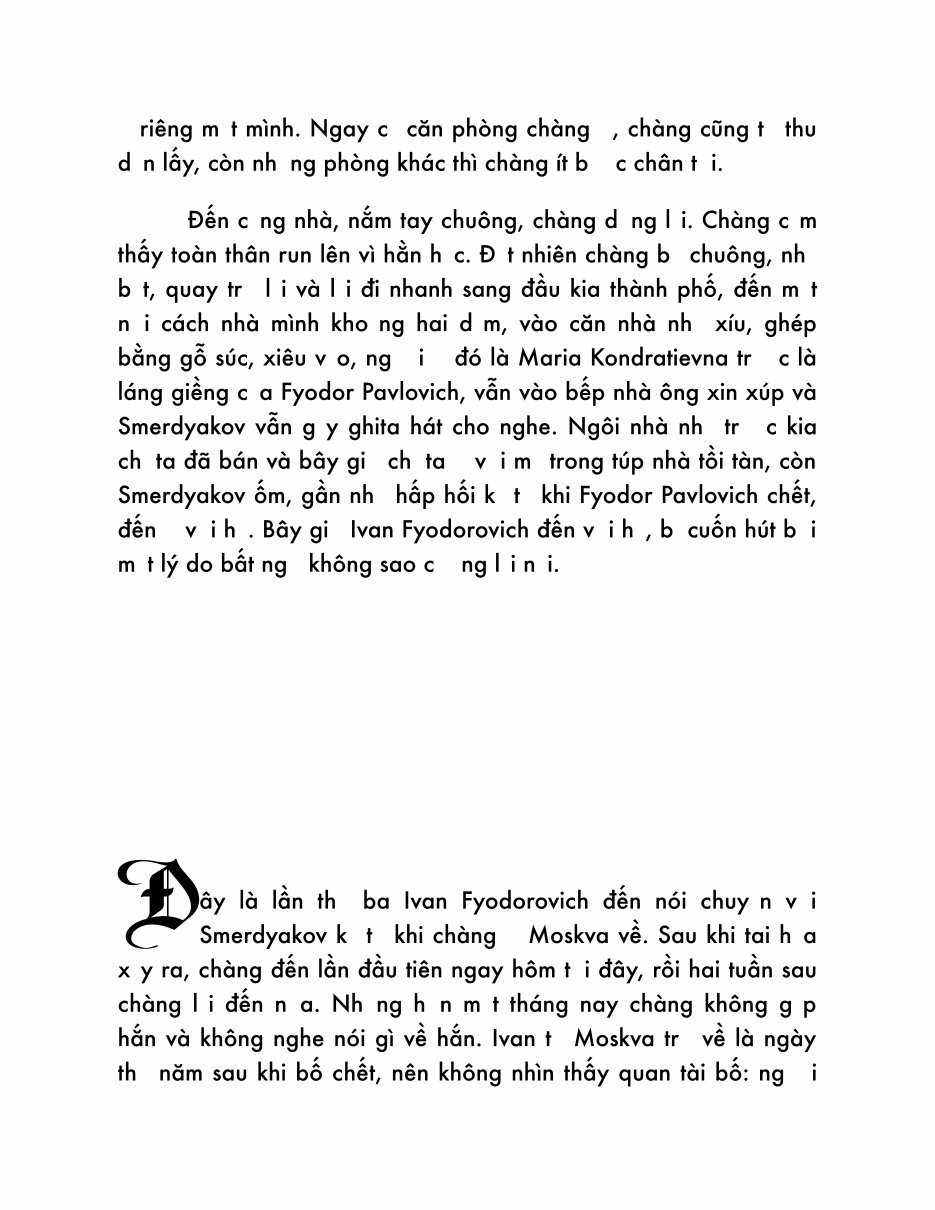 riêng m t mình. Ngay c căn phòng chàng , chàng cũng t thu
d n lấy, còn nh ng phòng khác thì chàng ít b c chân t i.
Đến c ng nhà, nắm tay chuông, chàng d ng l i. Chàng c m
thấy toàn thân run lên vì hằn h c. Đ t nhiên chàng b chuông, nh
b t, quay tr l i và l i đi nhanh sang đầu kia thành phố, đến m t
n i cách nhà mình kho ng hai d m, vào căn nhà nh xíu, ghép
bằng gỗ súc, xiêu v o, ng i đó là Maria Kondratievna tr c là
láng giềng c a Fyodor Pavlovich, vẫn vào bếp nhà ông xin xúp và
Smerdyakov vẫn g y ghita hát cho nghe. Ngôi nhà nh tr c kia
ch ta đã bán và bây gi ch ta v i m trong túp nhà tồi tàn, còn
Smerdyakov ốm, gần nh hấp hối k t khi Fyodor Pavlovich chết,
đến v i h . Bây gi Ivan Fyodorovich đến v i h , b cuốn hút b i
m t lý do bất ng không sao c ng l i n i.
Đây là lần th ba Ivan Fyodorovich đến nói chuy n v i
Smerdyakov k t khi chàng Moskva về. Sau khi tai h a
x y ra, chàng đến lần đầu tiên ngay hôm t i đây, rồi hai tuần sau
chàng l i đến n a. Nh ng h n m t tháng nay chàng không g p
hắn và không nghe nói gì về hắn. Ivan t Moskva tr về là ngày
th năm sau khi bố chết, nên không nhìn thấy quan tài bố: ng i